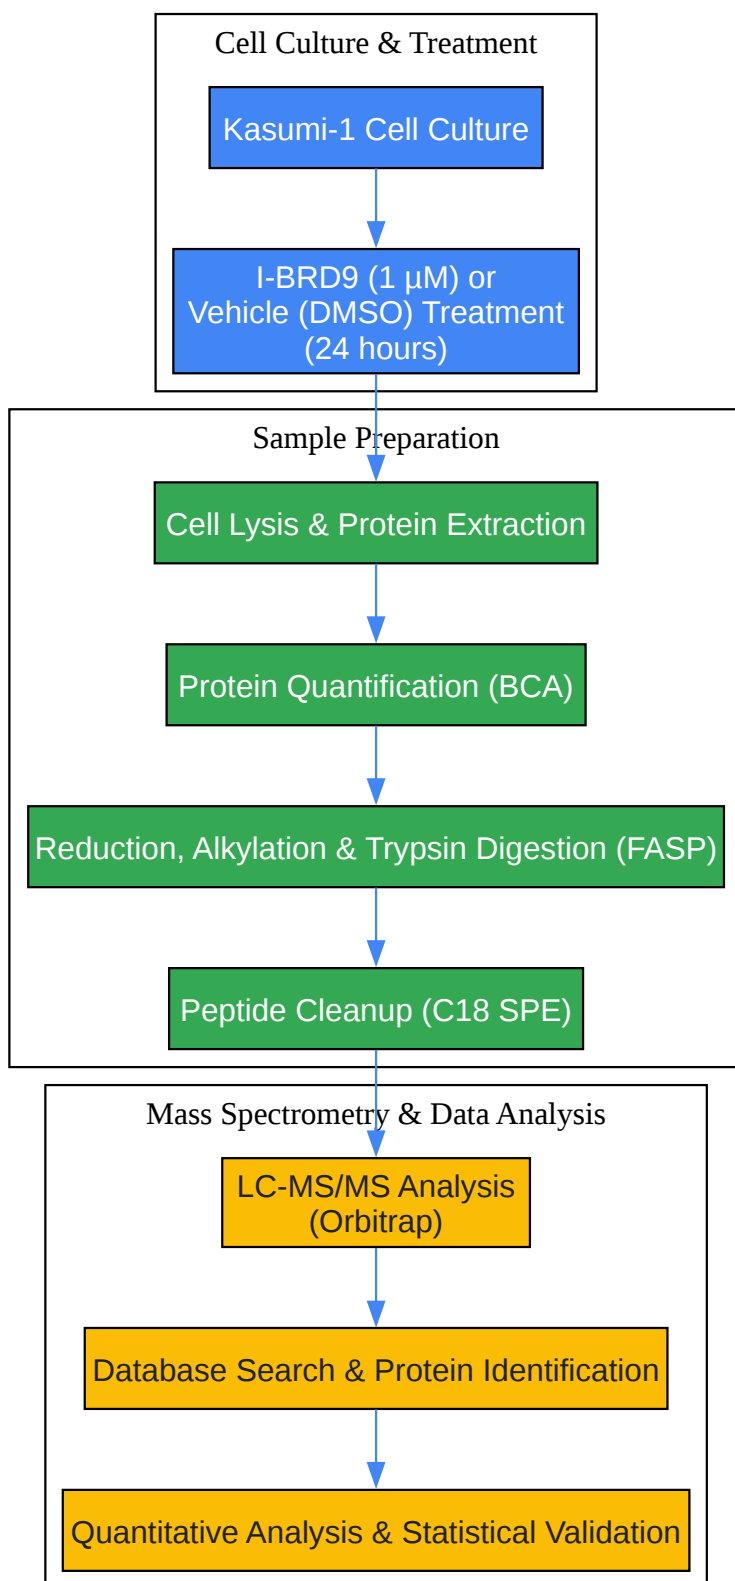 Cell Culture & Treatment
Kasumi-1 Cell Culture
I-BRD9 (1 µM) or
Vehicle (DMSO) Treatment
(24 hours)
Sample Preparation
Cell Lysis & Protein Extraction
Protein Quantification (BCA)
Reduction, Alkylation & Trypsin Digestion (FASP)
Peptide Cleanup (C18 SPE)
Mass Spectrometry & Data Analysis
LC-MS/MS Analysis
(Orbitrap)
Database Search & Protein Identification
Quantitative Analysis & Statistical Validation